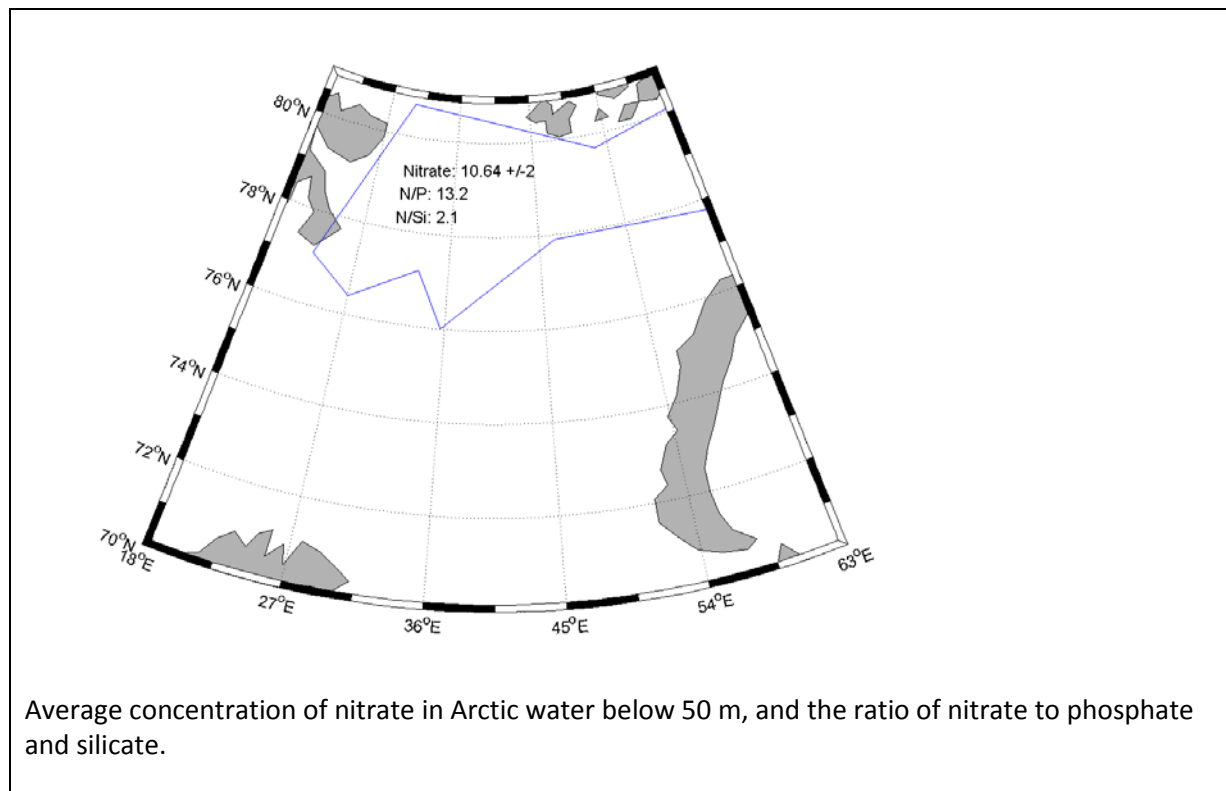 80°N
78°N
76°N
74°N
72°N
70°N
18°E
27°E
36°E
45°E
54°E
63°E
Nitrate: 10.64 +/-2
N/P: 13.2
N/Si: 2.1
Average concentration of nitrate in Arctic water below 50 m, and the ratio of nitrate to phosphate
and silicate.